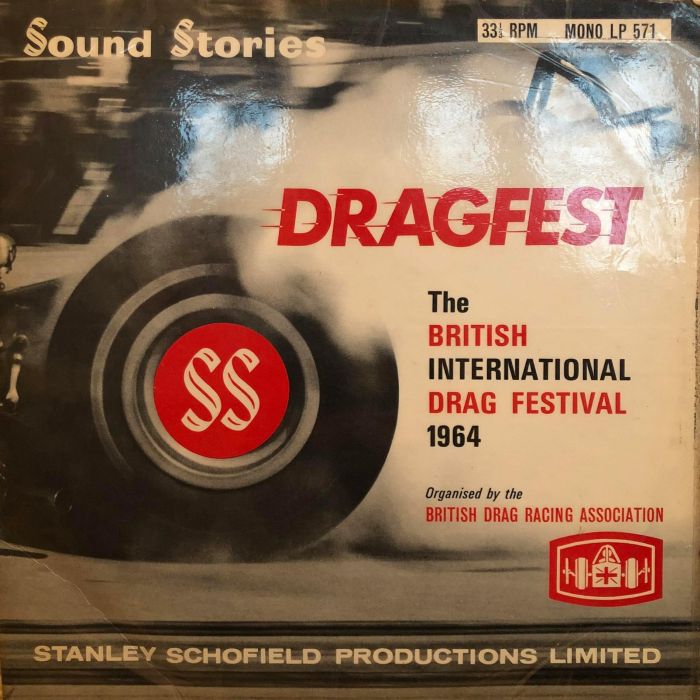 Sound Stories
33⅓ RPM MONO LP 571
DRAGFEST
The
BRITISH
INTERNATIONAL
DRAG FESTIVAL
1964
SS
Organised by the
BRITISH DRAG RACING ASSOCIATION
STANLEY SCHOFIELD PRODUCTIONS LIMITED